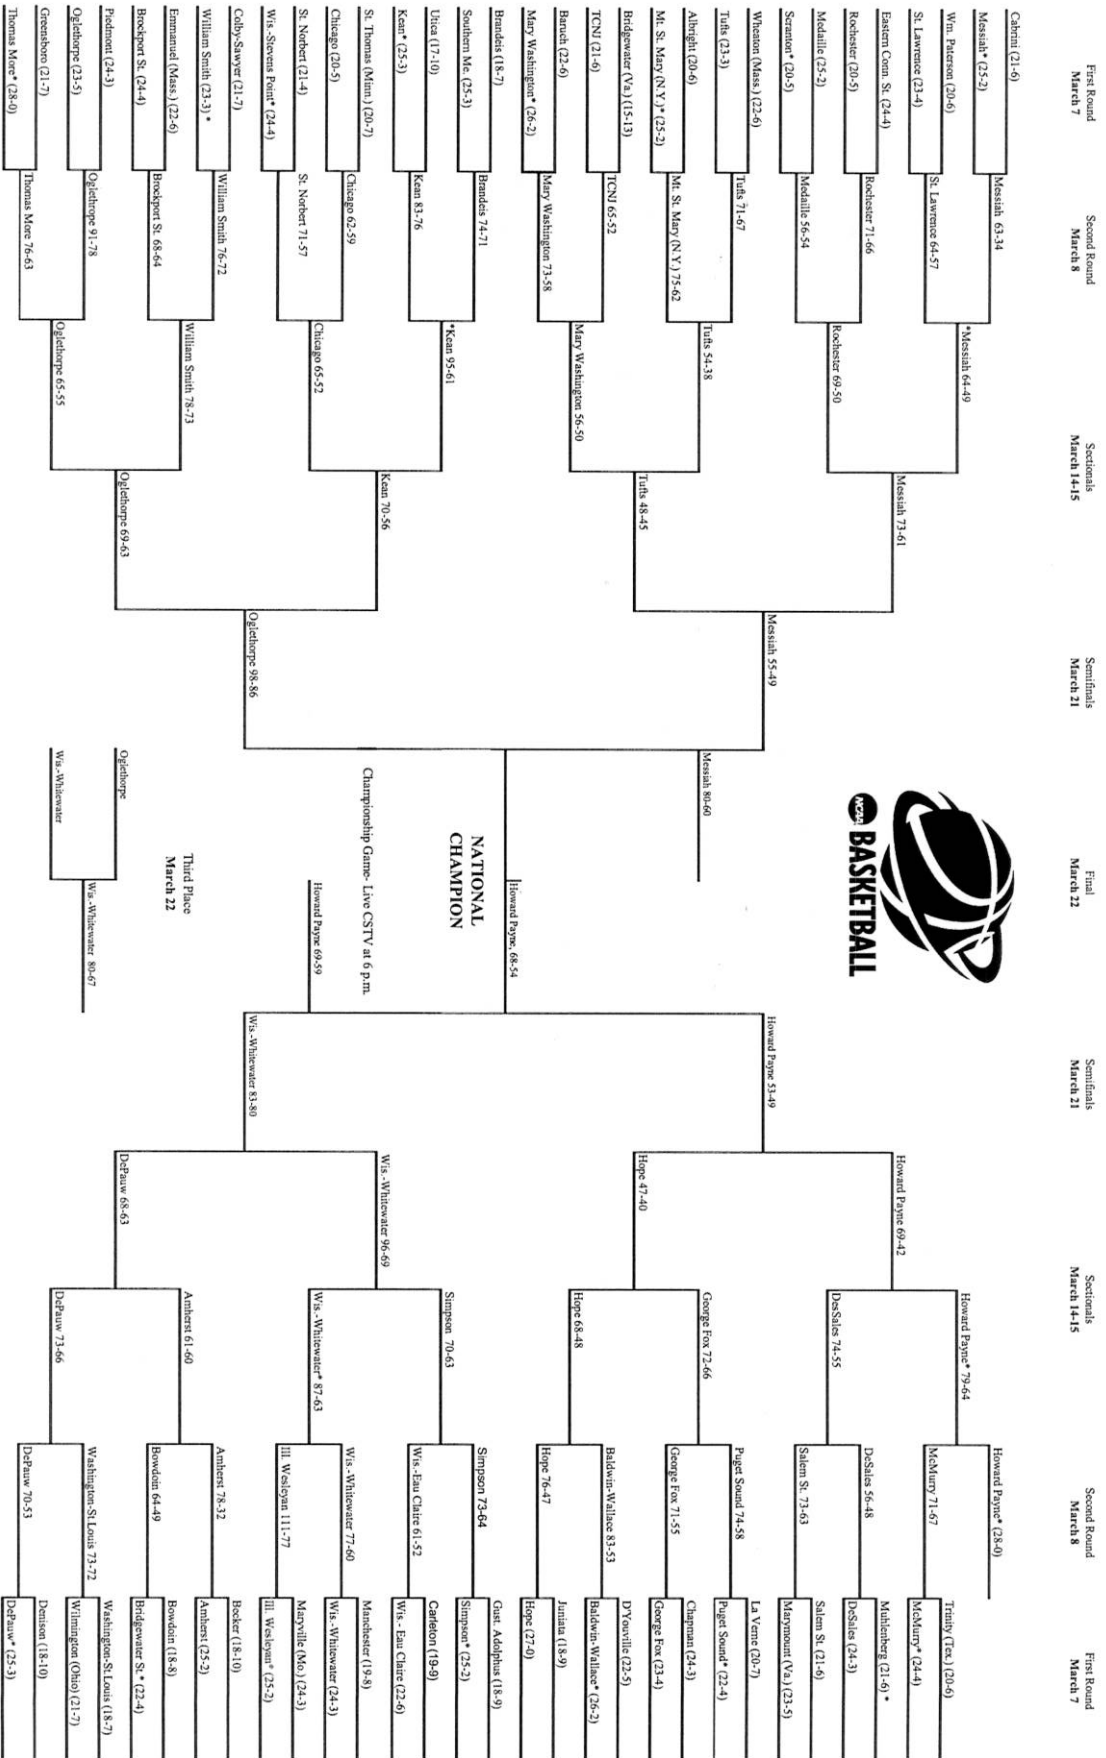 First Round
March 7
Second Round
March 8
Sectionals
March 14-15
Semifinals
March 21
Final
March 22
Semifinals
March 21
Sectionals
March 14-15
Second Round
March 8
First Round
March 7
Cabrini (21-6)
Messiah* (25-2)
Wm. Paterson (20-6)
St. Lawrence (23-4)
Eastern Conn. St. (24-4)
Rochester (20-5)
Medaille (25-2)
Scranton* (20-5)
Wheaton (Mass.) (22-6)
Tufts (23-3)
Albright (20-6)
Mt. St. Mary (N.Y.)* (25-2)
Bridgewater (Va.) (15-13)
TCNJ (21-6)
Baruch (22-6)
Mary Washington* (26-2)
Brandeis (18-7)
Southern Me. (25-3)
Utica (17-10)
Kean* (25-3)
St. Thomas (Minn.) (20-7)
Chicago (20-5)
St. Norbert (21-4)
Wis.-Stevens Point* (24-4)
Colby-Sawyer (21-7)
William Smith (23-3) *
Emmanuel (Mass.) (22-6)
Brockport St. (24-4)
Piedmont (24-3)
Oglethorpe (23-5)
Greensboro (21-7)
Thomas More* (28-0)
Messiah 63-34
St. Lawrence 64-57
Rochester 71-66
Medaille 56-54
Tufts 71-67
Mt. St. Mary (N.Y.) 75-62
TCNJ 65-52
Mary Washington 73-58
Brandeis 74-71
Kean 83-76
Chicago 62-59
St. Norbert 71-57
William Smith 76-72
Brockport St. 68-64
Oglethrope 91-78
Thomas More 76-63
*Messiah 64-49
Rochester 69-50
Tufts 54-38
Mary Washington 56-50
*Kean 95-61
Chicago 65-52
William Smith 78-73
Oglethorpe 65-55
Messiah 73-61
Tufts 48-45
Kean 70-56
Oglethorpe 69-63
Messiah 55-49
Oglethorpe 98-86
NCAA BASKETBALL
Messiah 80-60
NATIONAL
CHAMPION
Howard Payne, 68-54
Championship Game- Live CSTV at 6 p.m.
Howard Payne 69-59
Third Place
March 22
Oglethorpe
Wis.-Whitewater
Wis.-Whitewater 80-67
Howard Payne 53-49
Wis.-Whitewater 83-80
Howard Payne 69-42
Hope 47-40
Wis.-Whitewater 96-69
DePauw 68-63
Howard Payne* 79-64
DesSales 74-55
George Fox 72-66
Hope 68-48
Simpson 70-63
Wis.-Whitewater* 87-63
Amherst 61-60
DePauw 73-66
Howard Payne* (28-0)
McMurry 71-67
DeSales 56-48
Salem St. 73-63
Puget Sound 74-58
George Fox 71-55
Baldwin-Wallace 83-53
Hope 76-47
Simpson 73-64
Wis.-Eau Claire 61-52
Wis.-Whitewater 77-60
Ill. Wesleyan 111-77
Amherst 78-32
Bowdoin 64-49
Washington-St.Louis 73-72
DePauw 70-53
Trinity (Tex.) (20-6)
McMurry* (24-4)
Muhlenberg (21-6) *
DeSales (24-3)
Salem St. (21-6)
Marymount (Va.) (23-5)
La Verne (20-7)
Puget Sound* (22-4)
Chapman (24-3)
George Fox (23-4)
D'Youville (22-5)
Baldwin-Wallace* (26-2)
Juniata (18-9)
Hope (27-0)
Gust. Adolphus (18-9)
Simpson* (25-2)
Carleton (19-9)
Wis.- Eau Claire (22-6)
Manchester (19-8)
Wis.-Whitewater (24-3)
Maryville (Mo.) (24-3)
Ill. Wesleyan* (25-2)
Becker (18-10)
Amherst (25-2)
Bowdoin (18-8)
Bridgewater St.* (22-4)
Washington-St.Louis (18-7)
Wilmington (Ohio) (21-7)
Denison (18-10)
DePauw* (25-3)